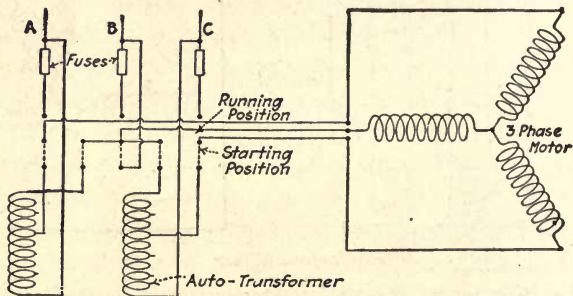 A
B
C
Fuses
Running
Position
Starting
Position
3 Phase
Motor
Auto-Transformer